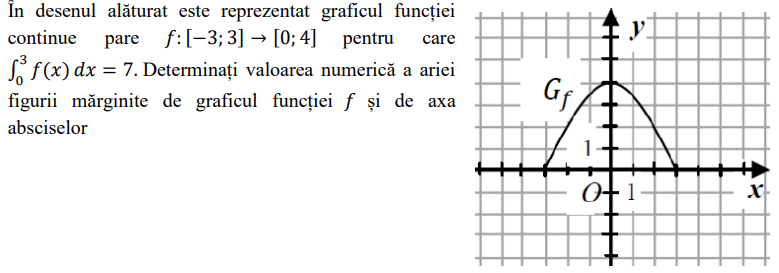 În desenul alăturat este reprezentat graficul funcției
continue pare f: [−3; 3] → [0; 4] pentru care
∫₀³ f(x) dx = 7. Determinați valoarea numerică a ariei
figurii mărginite de graficul funcției f și de axa
absciselor
y
G_f
1
O 1 x